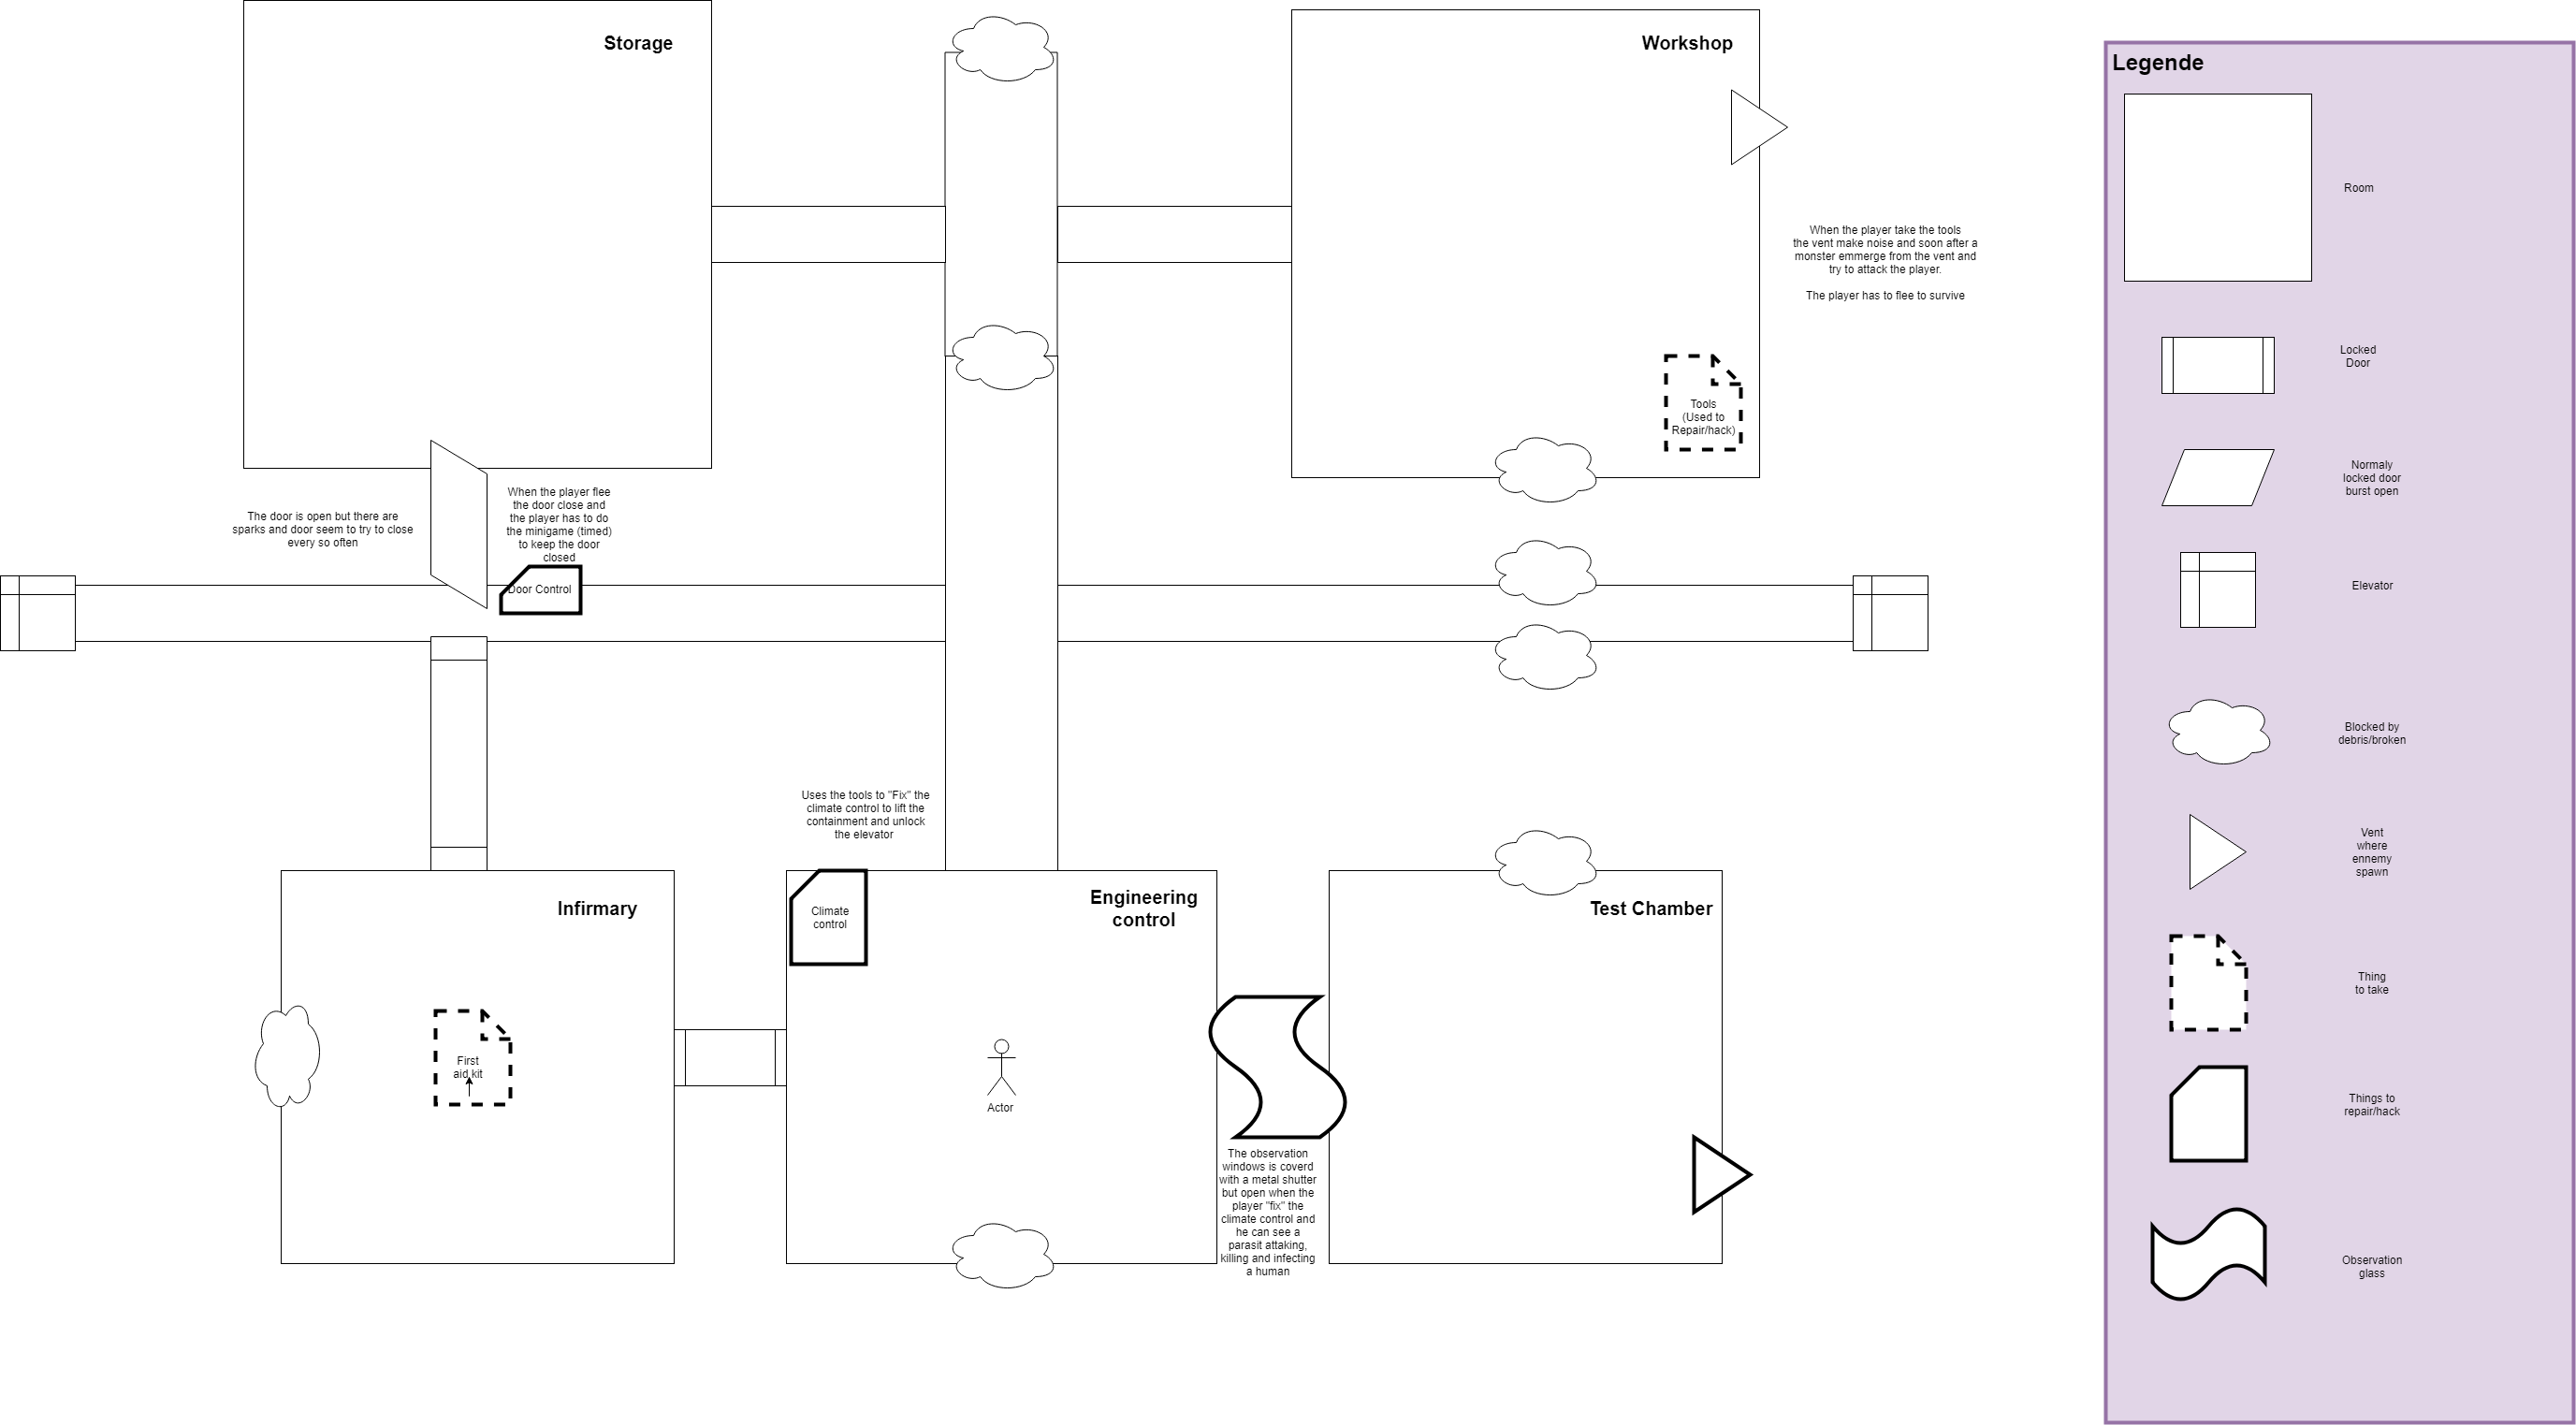 Storage
Workshop
When the player take the tools
the vent make noise and soon after a
monster emmerge from the vent and
try to attack the player.
The player has to flee to survive
Tools
(Used to
Repair/hack)
The door is open but there are
sparks and door seem to try to close
every so often
When the player flee
the door close and
the player has to do
the minigame (timed)
to keep the door
closed
Door Control
Uses the tools to "Fix" the
climate control to lift the
containment and unlock
the elevator
Infirmary
First
aid kit
Climate
control
Engineering
control
Actor
Test Chamber
The observation
windows is coverd
with a metal shutter
but open when the
player "fix" the
climate control and
he can see a
parasit attaking,
killing and infecting
a human
Legende
Room
Locked
Door
Normaly
locked door
burst open
Elevator
Blocked by
debris/broken
Vent
where
ennemy
spawn
Thing
to take
Things to
repair/hack
Observation
glass